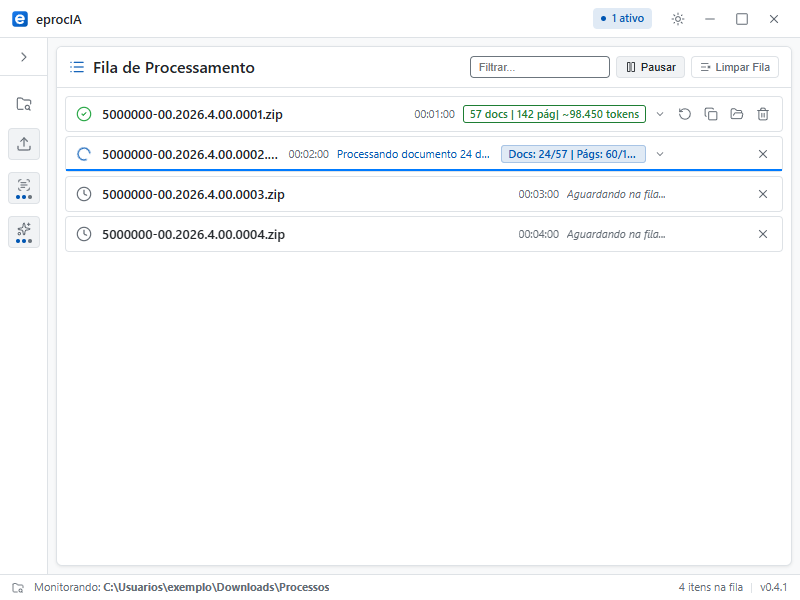 e eprocIA
1 ativo
Fila de Processamento
Filtrar...
Pausar
Limpar Fila
5000000-00.2026.4.00.0001.zip
00:01:00
57 docs | 142 pág| ~98.450 tokens
5000000-00.2026.4.00.0002....
00:02:00
Processando documento 24 d...
Docs: 24/57 | Págs: 60/1...
5000000-00.2026.4.00.0003.zip
00:03:00
Aguardando na fila...
5000000-00.2026.4.00.0004.zip
00:04:00
Aguardando na fila...
Monitorando: C:\Usuarios\exemplo\Downloads\Processos
4 itens na fila
v0.4.1